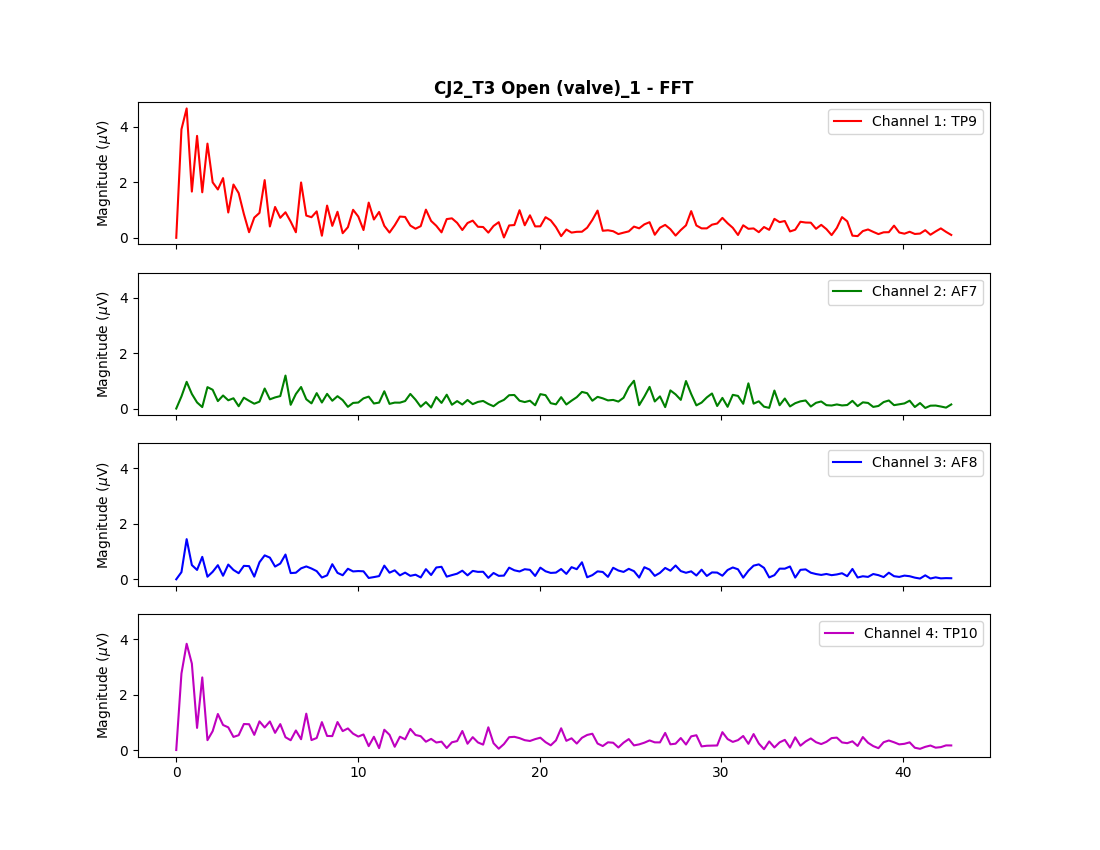 CJ2_T3 Open (valve)_1 - FFT
Magnitude (μV)
4
2
0
Channel 1: TP9
Magnitude (μV)
4
2
0
Channel 2: AF7
Magnitude (μV)
4
2
0
Channel 3: AF8
Magnitude (μV)
4
2
0
Channel 4: TP10
0 10 20 30 40